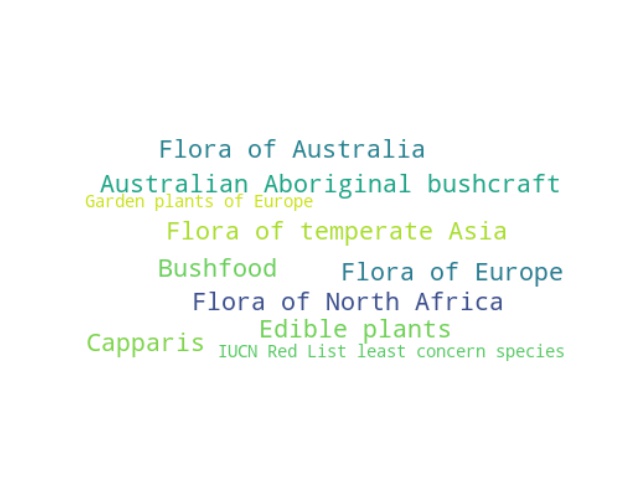 Flora of Australia
Australian Aboriginal bushcraft
Garden plants of Europe
Flora of temperate Asia
Bushfood
Flora of Europe
Flora of North Africa
Edible plants
Capparis
IUCN Red List least concern species